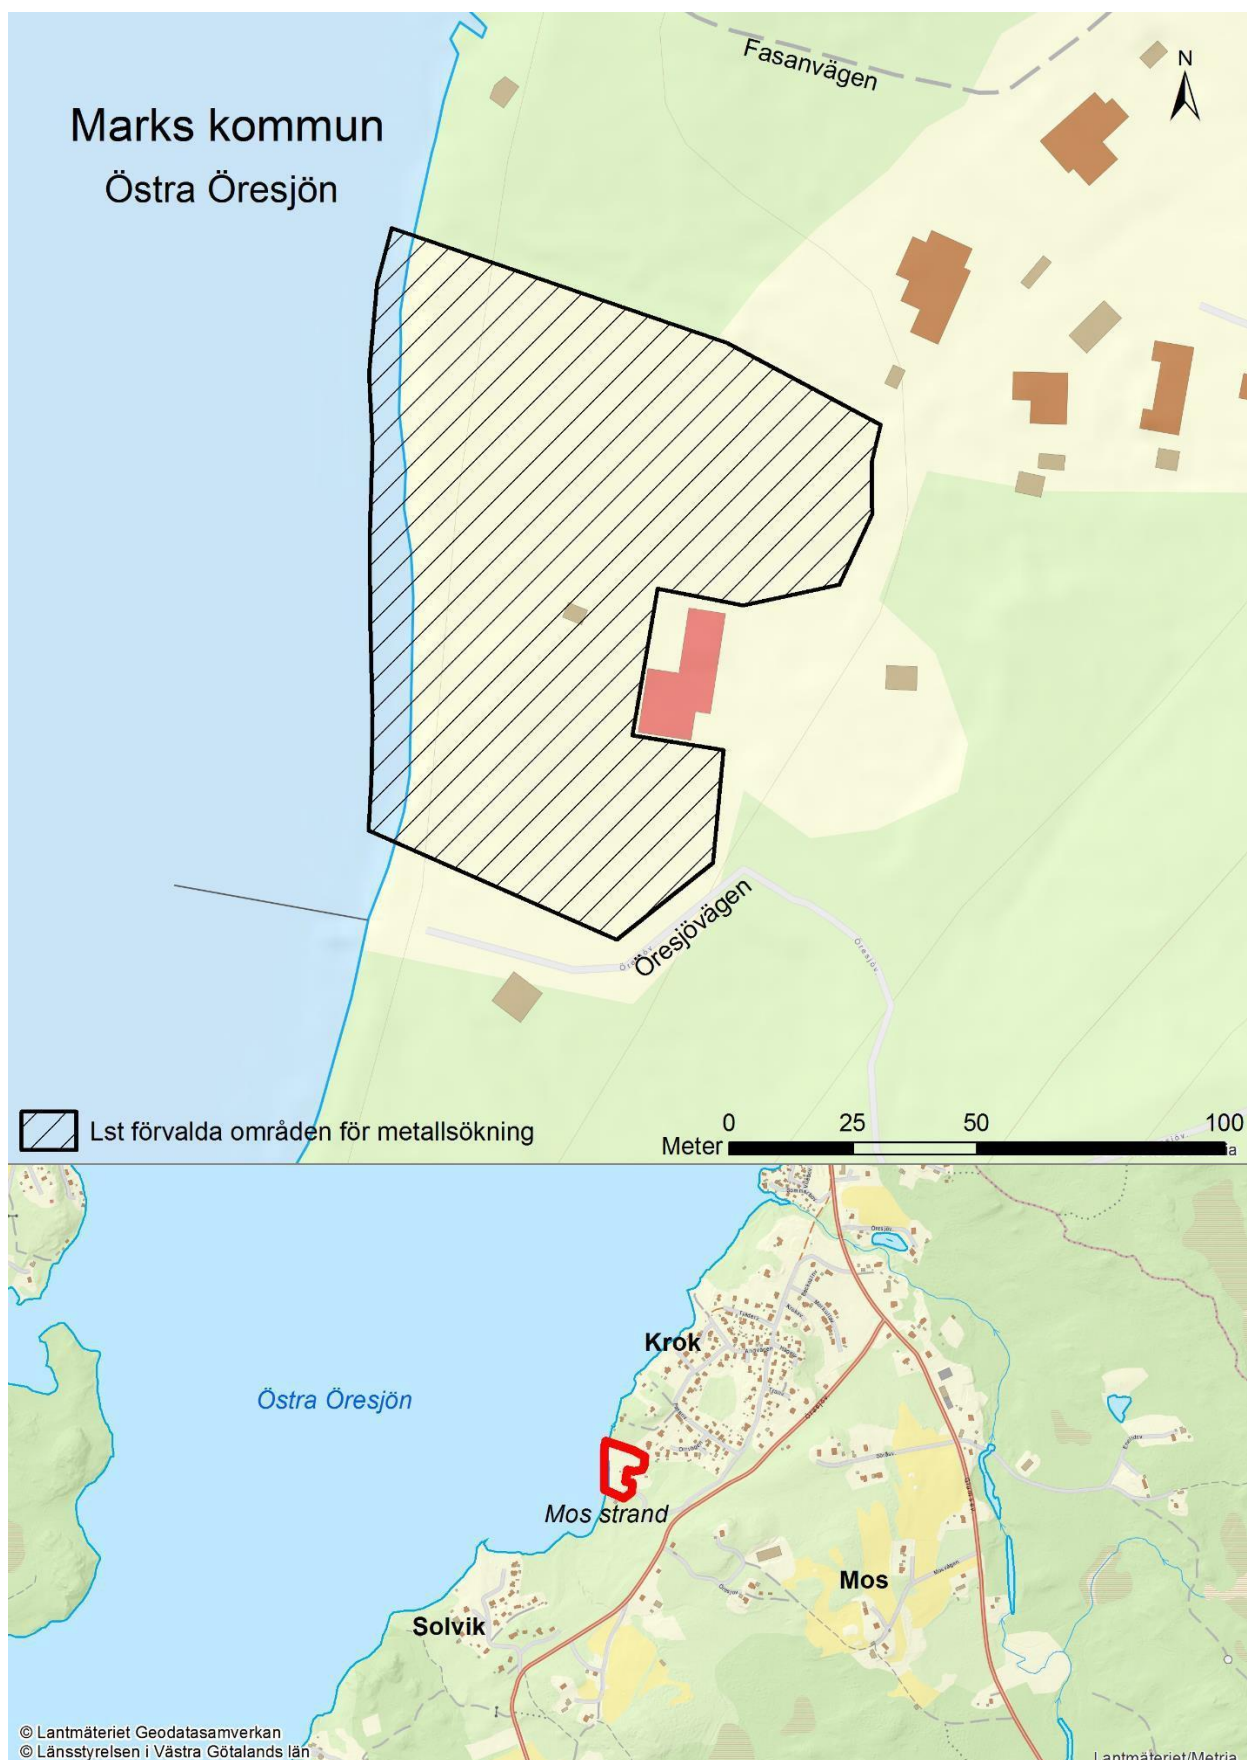 Fasanvägen
N
Marks kommun
Östra Öresjön
Öresjövägen
Öresjöv.
Lst förvalda områden för metallsökning
0 25 50 100
Meter
Krok
Östra Öresjön
Mos strand
Mos
Solvik
© Lantmäteriet Geodatasamverkan
© Länsstyrelsen i Västra Götalands län
Lantmäteriet/Metria